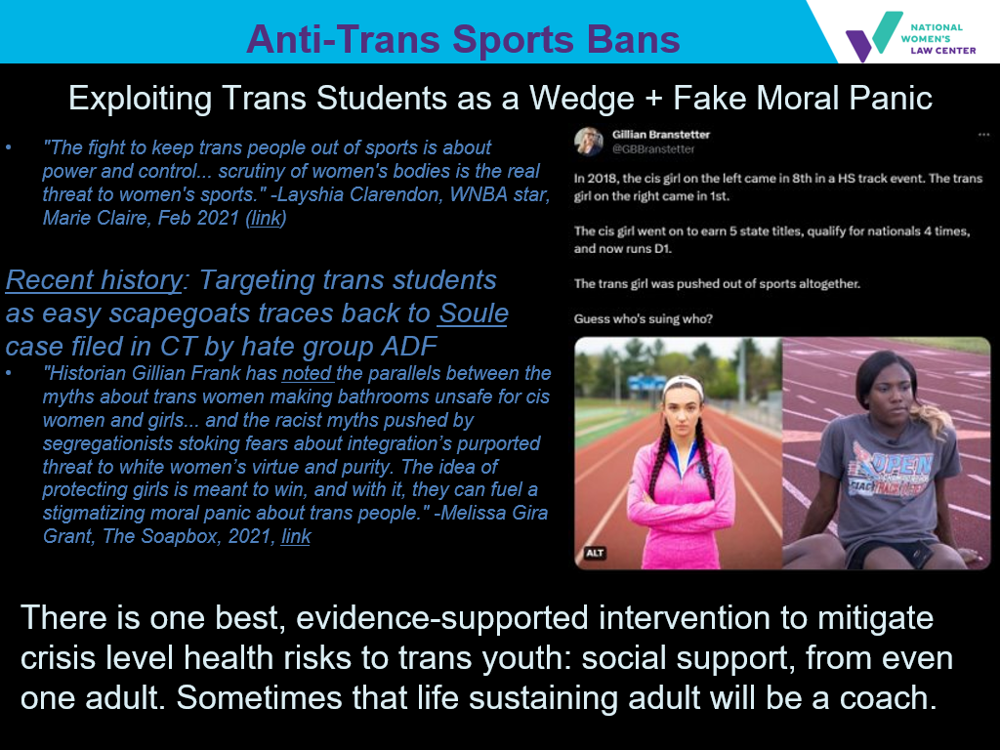 Anti-Trans Sports Bans
NATIONAL
WOMEN'S
LAW CENTER
Exploiting Trans Students as a Wedge + Fake Moral Panic
• "The fight to keep trans people out of sports is about
power and control... scrutiny of women's bodies is the real
threat to women's sports." -Layshia Clarendon, WNBA star,
Marie Claire, Feb 2021 (link)
Recent history: Targeting trans students
as easy scapegoats traces back to Soule
case filed in CT by hate group ADF
• "Historian Gillian Frank has noted the parallels between the
myths about trans women making bathrooms unsafe for cis
women and girls... and the racist myths pushed by
segregationists stoking fears about integration’s purported
threat to white women’s virtue and purity. The idea of
protecting girls is meant to win, and with it, they can fuel a
stigmatizing moral panic about trans people." -Melissa Gira
Grant, The Soapbox, 2021, link
Gillian Branstetter
@GBBranstetter
In 2018, the cis girl on the left came in 8th in a HS track event. The trans
girl on the right came in 1st.
The cis girl went on to earn 5 state titles, qualify for nationals 4 times,
and now runs D1.
The trans girl was pushed out of sports altogether.
Guess who's suing who?
ALT
OPEN
There is one best, evidence-supported intervention to mitigate
crisis level health risks to trans youth: social support, from even
one adult. Sometimes that life sustaining adult will be a coach.